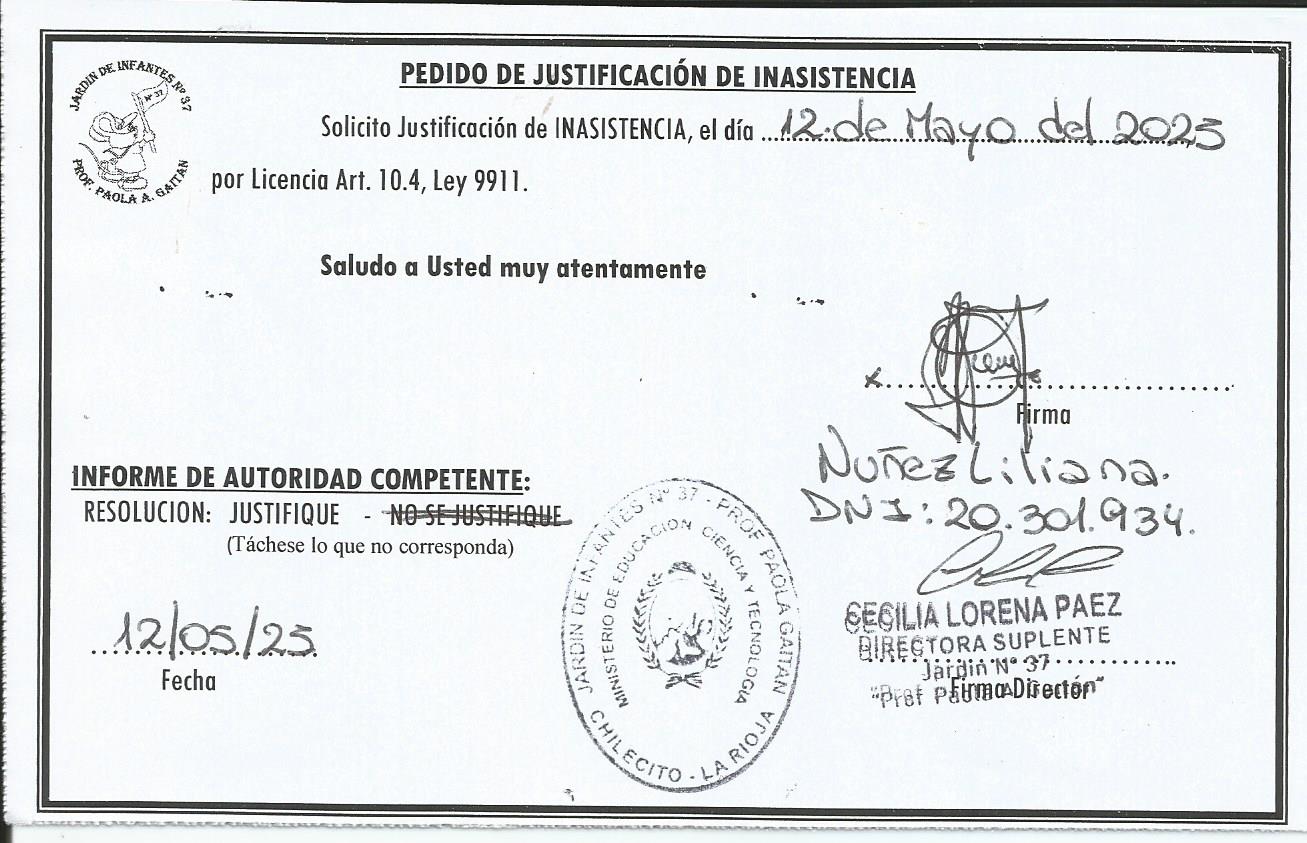 JARDIN DE INFANTES Nº 37
PROF. PAOLA A. GAITAN
PEDIDO DE JUSTIFICACIÓN DE INASISTENCIA
Solicito Justificación de INASISTENCIA, el día 12 de Mayo del 2025
por Licencia Art. 10.4, Ley 9911.
Saludo a Usted muy atentamente
x
Firma
Nuñez Liliana.
DNI: 20.301.934.
INFORME DE AUTORIDAD COMPETENTE:
RESOLUCION: JUSTIFIQUE - NO SE JUSTIFIQUE
(Táchese lo que no corresponda)
12/05/25
Fecha
JARDIN DE INFANTES Nº 37 - PROF PAOLA GAITAN
MINISTERIO DE EDUCACION CIENCIA Y TECNOLOGIA
CHILECITO - LA RIOJA
CECILIA LORENA PAEZ
DIRECTORA SUPLENTE
Jardin N° 37
"Prof Paola A. Gaitán"
Firma Director